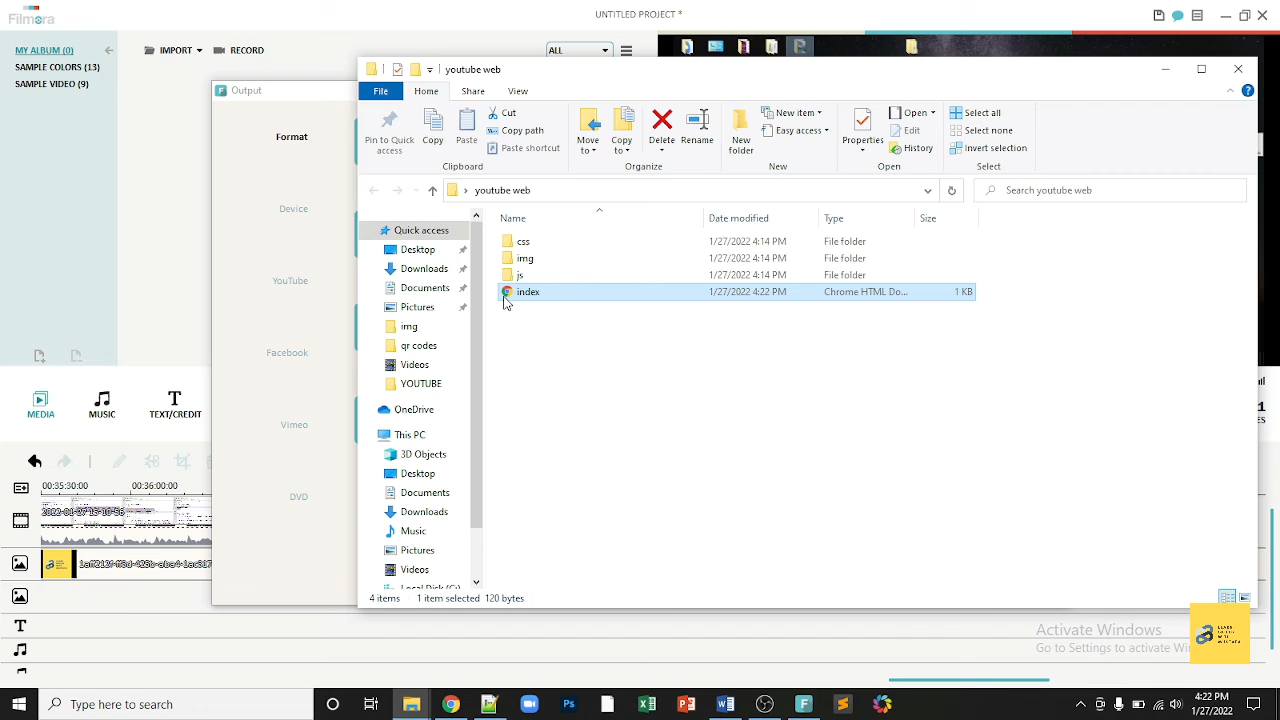 Filmora
UNTITLED PROJECT *
MY ALBUM (0)
IMPORT
RECORD
ALL
SAMPLE COLORS (13)
SAMPLE VIDEO (9)
Output
Format
Device
YouTube
Facebook
Vimeo
DVD
MEDIA
MUSIC
TEXT/CREDIT
00:35:30:00
00:36:00:00
youtube web
File
Home
Share
View
Pin to Quick
access
Copy
Paste
Cut
Copy path
Paste shortcut
Clipboard
Move
to
Copy
to
Delete
Rename
Organize
New
folder
New item
Easy access
New
Properties
Open
Edit
History
Open
Select all
Select none
Invert selection
Select
youtube web
Search youtube web
Name
Date modified
Type
Size
css 1/27/2022 4:14 PM File folder
img 1/27/2022 4:14 PM File folder
js 1/27/2022 4:14 PM File folder
index 1/27/2022 4:22 PM Chrome HTML Do... 1 KB
Quick access
Desktop
Downloads
Documents
Pictures
img
qr codes
Videos
YOUTUBE
OneDrive
This PC
3D Objects
Desktop
Documents
Downloads
Music
Pictures
Videos
4 items 1 item selected 120 bytes
Activate Windows
Go to Settings to activate Wi
Type here to search
4:22 PM
1/27/2022